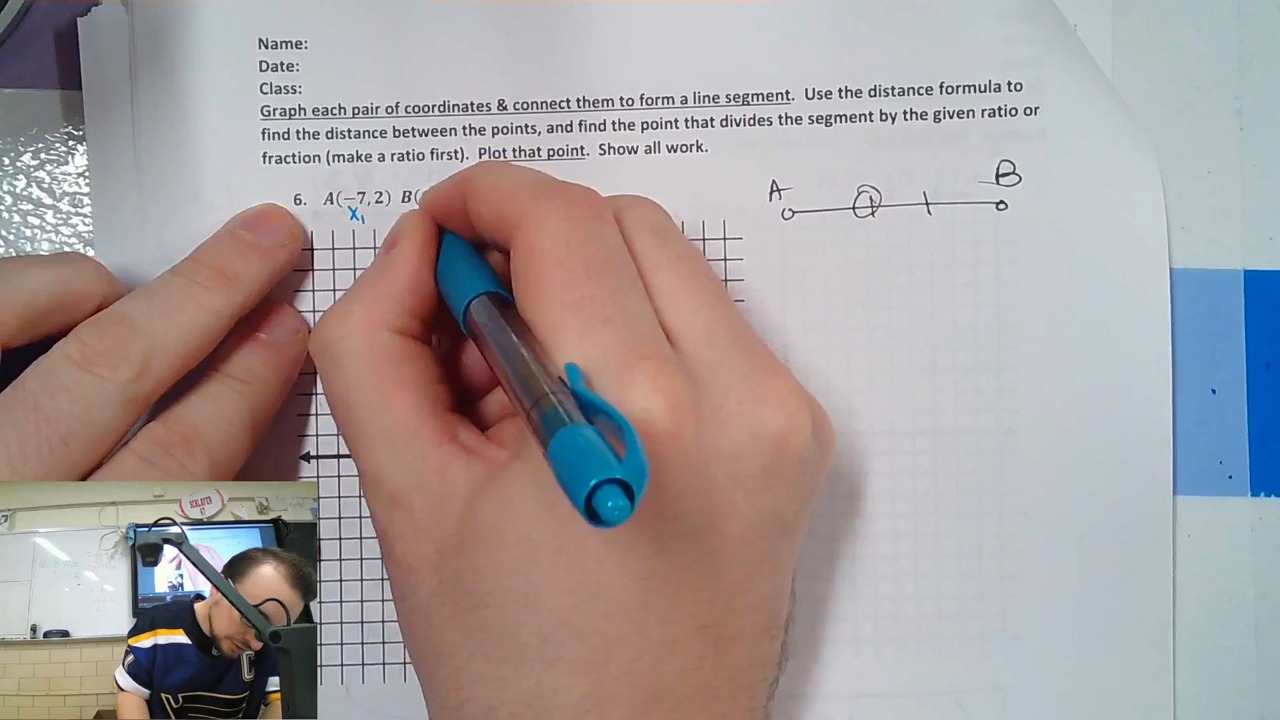 Name:
Date:
Class:
Graph each pair of coordinates & connect them to form a line segment. Use the distance formula to
find the distance between the points, and find the point that divides the segment by the given ratio or
fraction (make a ratio first). Plot that point. Show all work.
6. A(−7, 2) B(
X₁
A B